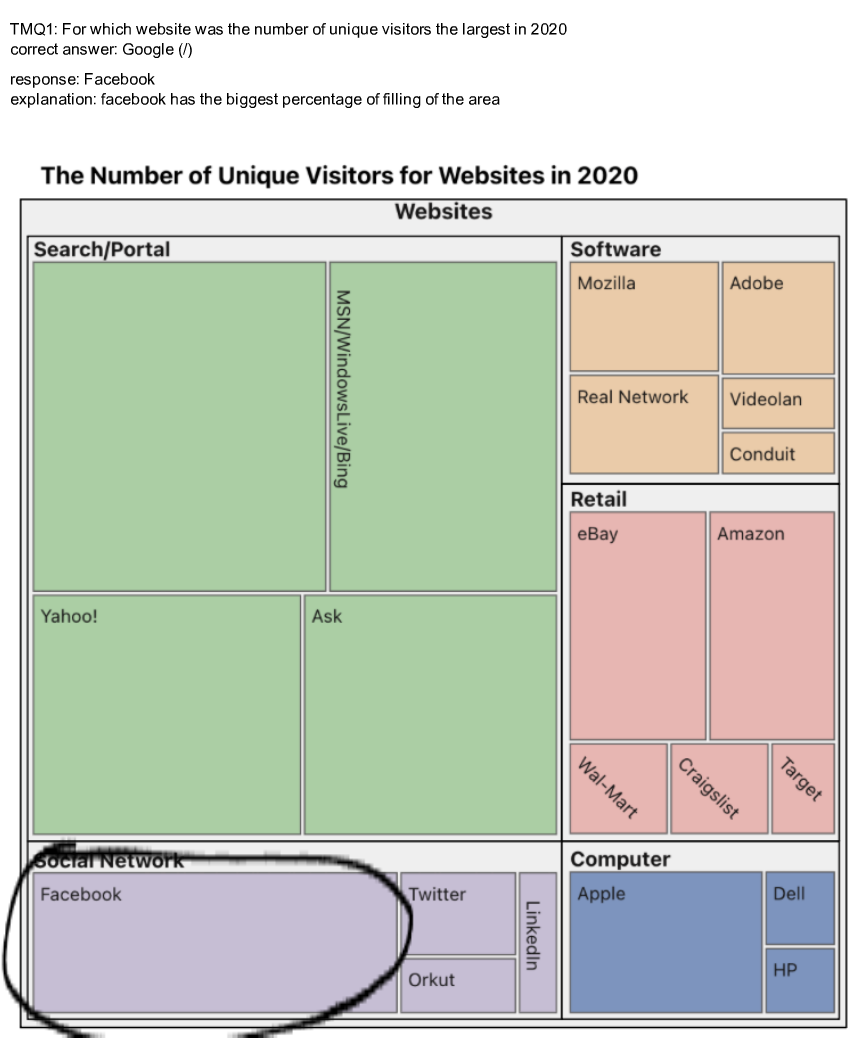 TMQ1: For which website was the number of unique visitors the largest in 2020
correct answer: Google (/)
response: Facebook
explanation: facebook has the biggest percentage of filling of the area
The Number of Unique Visitors for Websites in 2020
Websites
Search/Portal
MSN/WindowsLive/Bing
Yahoo!
Ask
Software
Mozilla
Adobe
Real Network
Videolan
Conduit
Retail
eBay
Amazon
Wal-Mart
Craigslist
Target
Social Network
Facebook
Twitter
Orkut
LinkedIn
Computer
Apple
Dell
HP